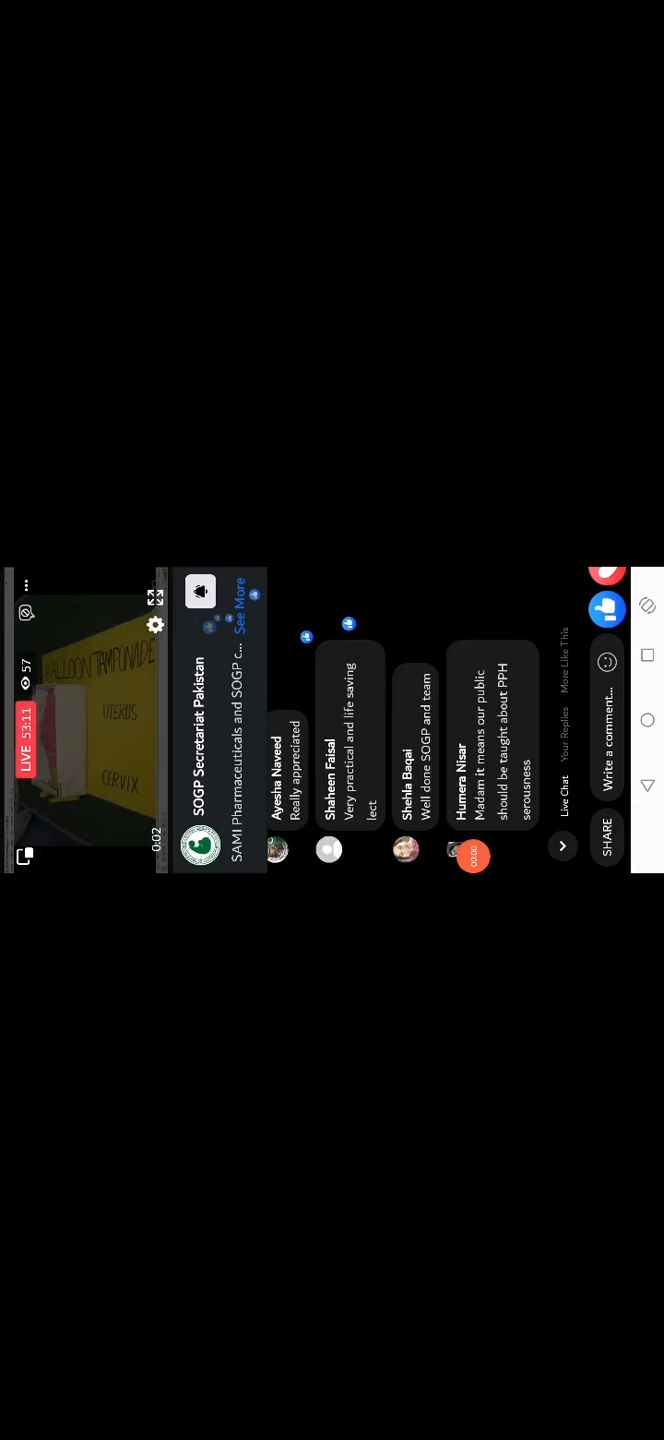 LIVE 53:11
57
BALLOON TAMPONADE
UTERUS
CERVIX
0:02
SOGP Secretariat Pakistan
SAMI Pharmaceuticals and SOGP c... See More
Ayesha Naveed
Really appreciated
Shaheen Faisal
Very practical and life saving
lect
Shehla Baqai
Well done SOGP and team
Humera Nisar
Madam it means our public
should be taught about PPH
serousness
00:00
Live Chat
Your Replies
More Like This
SHARE
Write a comment...